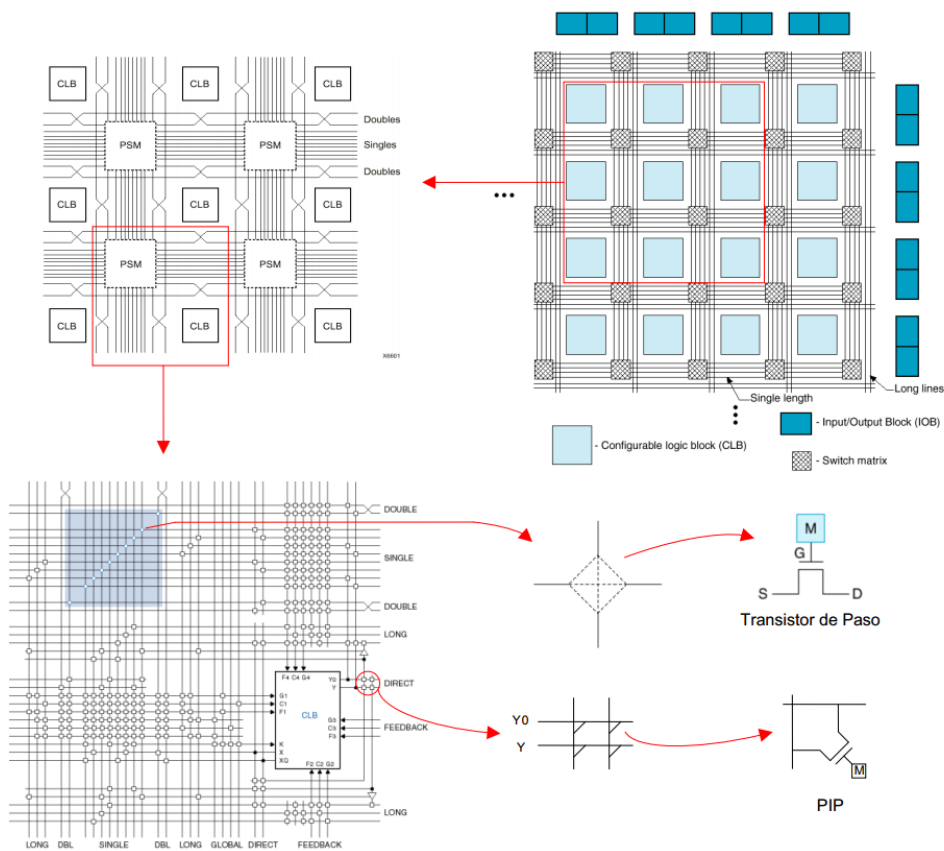 CLB CLB CLB
Doubles
PSM PSM Singles
Doubles
CLB CLB CLB
PSM PSM
CLB CLB CLB
X6601
...
Long lines
Single length
- Input/Output Block (IOB)
- Configurable logic block (CLB)
- Switch matrix
DOUBLE
SINGLE
DOUBLE
LONG
F4 C4 G4
G1 Y0
C1 Y
F1
DIRECT
CLB
G3
C3
F3
FEEDBACK
K
X
XQ
F2 C2 G2
LONG
LONG DBL SINGLE DBL LONG GLOBAL DIRECT FEEDBACK
M
G
S D
Transistor de Paso
Y0
Y
M
PIP